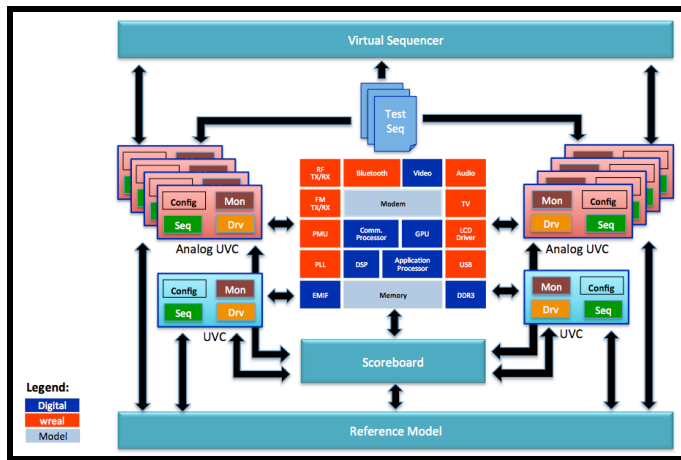 Virtual Sequencer
Test
Seq
Config
Mon
Seq
Drv
Analog UVC
Config
Mon
Seq
Drv
UVC
RF
TX/RX
Bluetooth
Video
Audio
FM
TX/RX
Modem
TV
PMU
Comm.
Processor
GPU
LCD
Driver
PLL
DSP
Application
Processor
USB
EMIF
Memory
DDR3
Mon
Config
Drv
Seq
Analog UVC
Mon
Config
Drv
Seq
UVC
Scoreboard
Legend:
Digital
wreal
Model
Reference Model